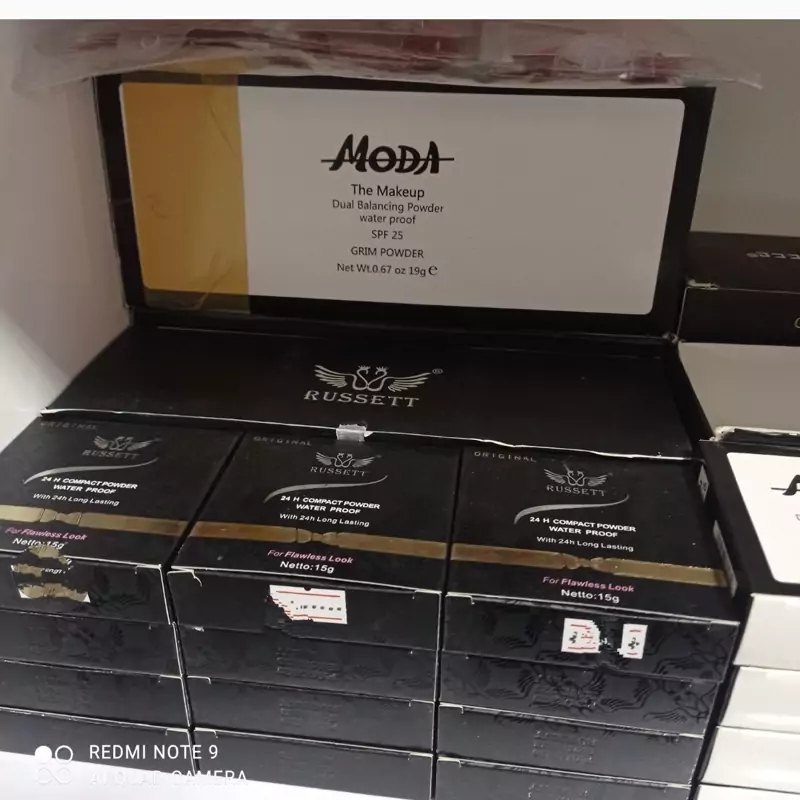 MODA
The Makeup
Dual Balancing Powder
water proof
SPF 25
GRIM POWDER
Net Wt.0.67 oz 19g ℮
RUSSETT®
ORIGINAL
RUSSETT
24 H COMPACT POWDER
WATER PROOF
With 24h Long Lasting
For Flawless Look
Netto:15g
ORIGINAL
RUSSETT
24 H COMPACT POWDER
WATER PROOF
With 24h Long Lasting
For Flawless Look
Netto:15g
ORIGINAL
RUSSETT
24 H COMPACT POWDER
WATER PROOF
With 24h Long Lasting
For Flawless Look
Netto:15g
REDMI NOTE 9
AI QUAD CAMERA